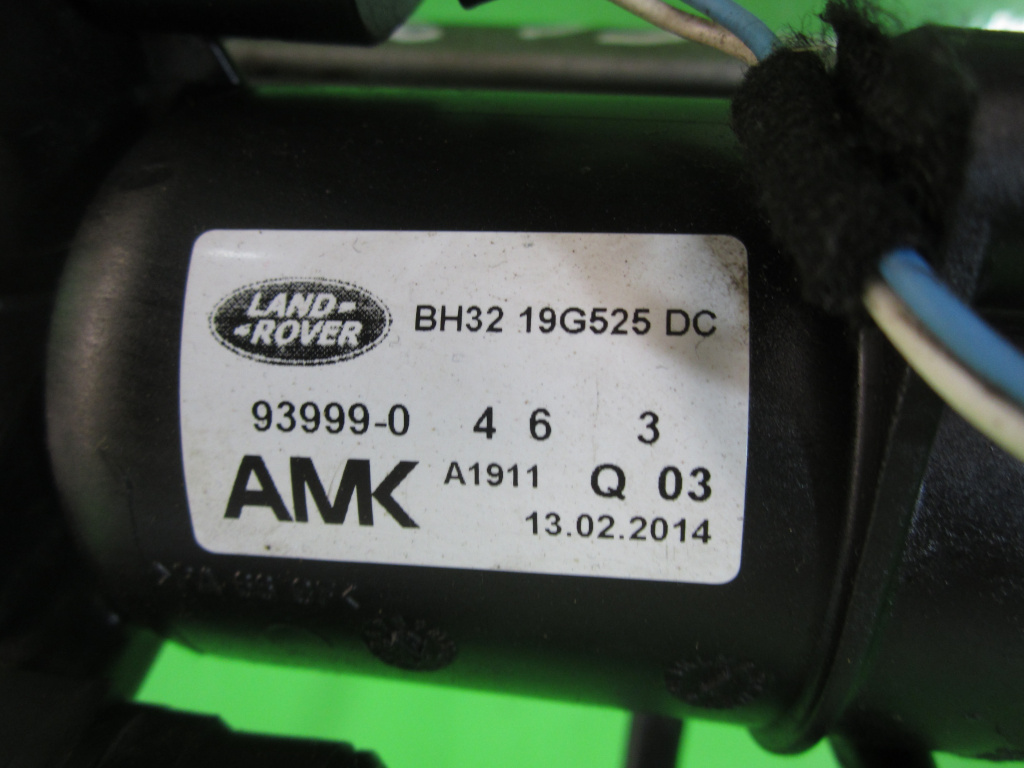 LAND-
-ROVER
BH32 19G525 DC
93999-0 4 6 3
AMK A1911 Q 03
13.02.2014